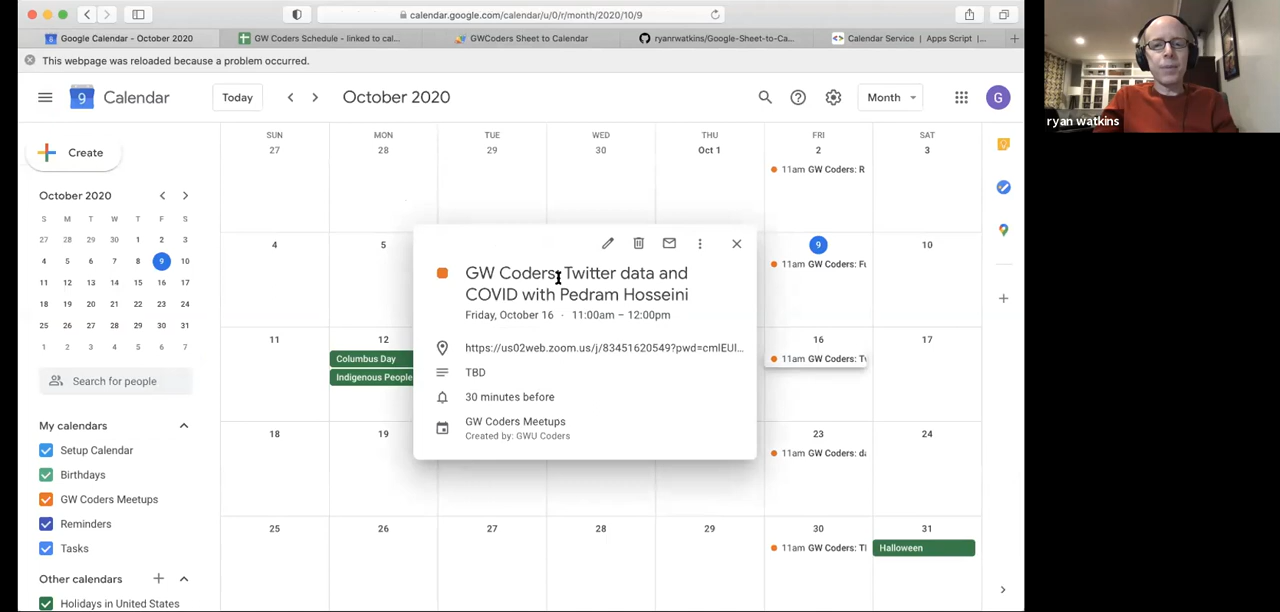 calendar.google.com/calendar/u/0/r/month/2020/10/9
Google Calendar - October 2020
GW Coders Schedule - linked to cal...
GWCoders Sheet to Calendar
ryanrwatkins/Google-Sheet-to-Ca...
Calendar Service | Apps Script |...
This webpage was reloaded because a problem occurred.
9 Calendar
Today
October 2020
Month
G
Create
October 2020
S M T W T F S
27 28 29 30 1 2 3
4 5 6 7 8 9 10
11 12 13 14 15 16 17
18 19 20 21 22 23 24
25 26 27 28 29 30 31
1 2 3 4 5 6 7
Search for people
My calendars
Setup Calendar
Birthdays
GW Coders Meetups
Reminders
Tasks
Other calendars
Holidays in United States
SUN MON TUE WED THU FRI SAT
27 28 29 30 Oct 1 2 3
11am GW Coders: R
4 5 9 10
11am GW Coders: Fu
11 12 16 17
Columbus Day
11am GW Coders: Tw
Indigenous People
18 19 23 24
11am GW Coders: da
25 26 27 28 29 30 31
11am GW Coders: Tl
Halloween
GW Coders: Twitter data and
COVID with Pedram Hosseini
Friday, October 16 · 11:00am – 12:00pm
https://us02web.zoom.us/j/83451620549?pwd=cmlEUl...
TBD
30 minutes before
GW Coders Meetups
Created by: GWU Coders
ryan watkins